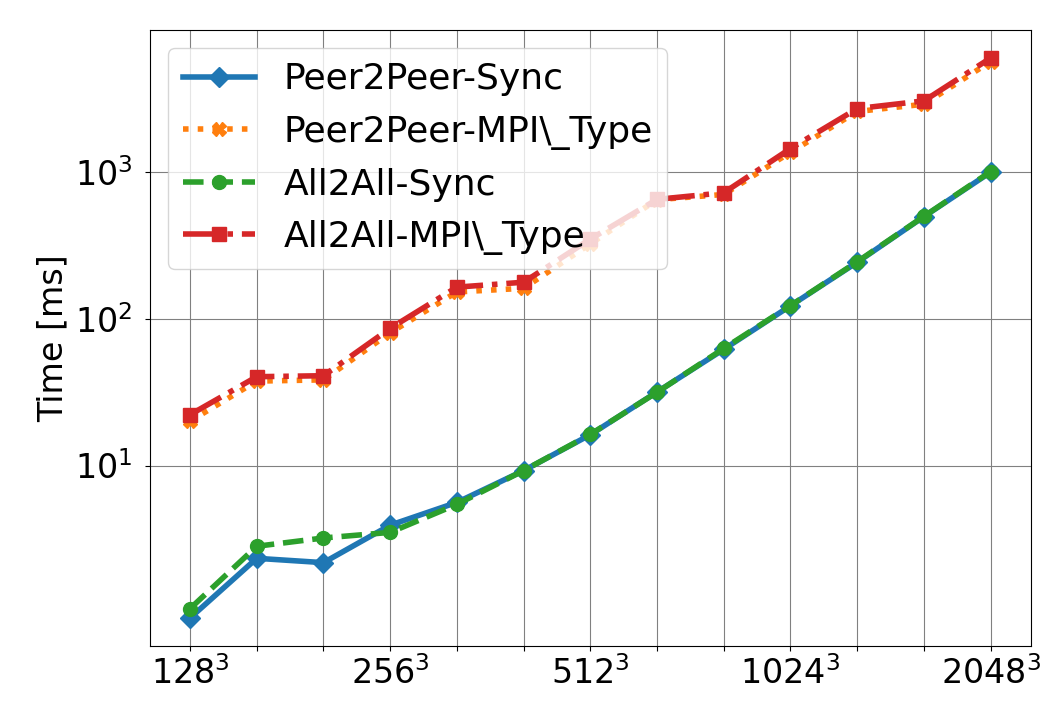 Peer2Peer-Sync
Peer2Peer-MPI\_Type
All2All-Sync
All2All-MPI\_Type
Time [ms]
10³
10²
10¹
128³ 256³ 512³ 1024³ 2048³